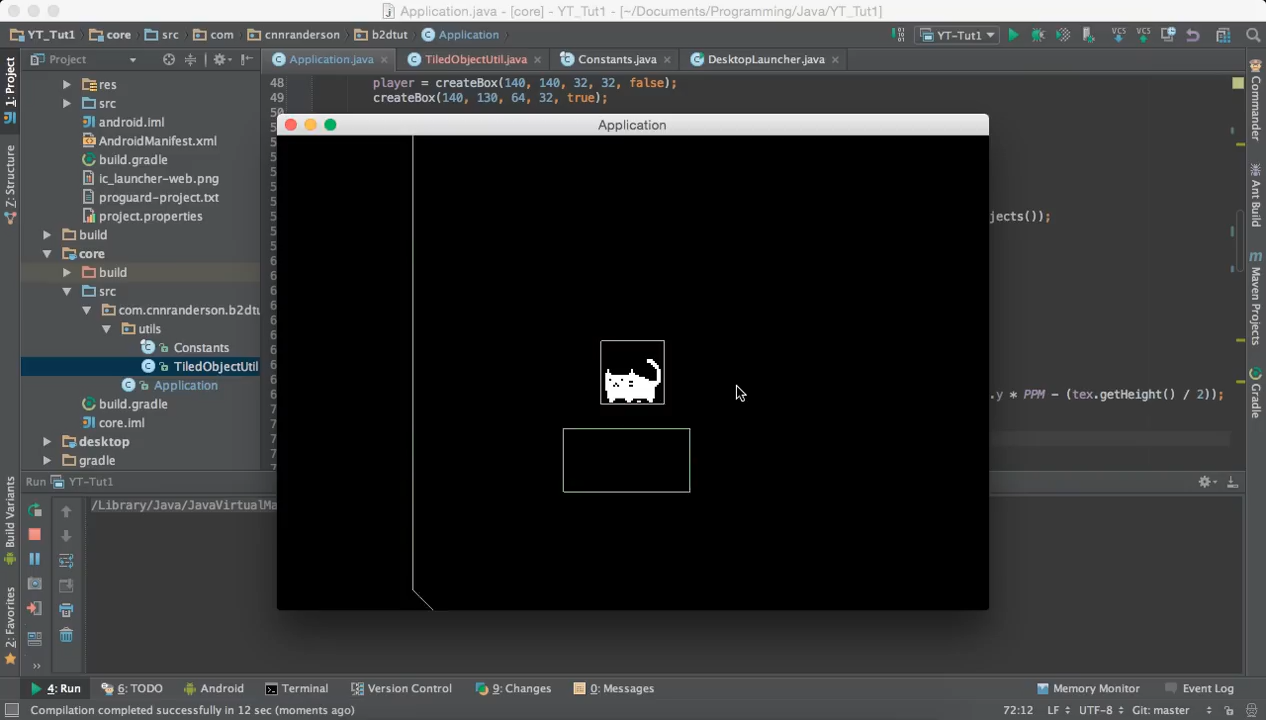 Application.java - [core] - YT_Tut1 - [~/Documents/Programming/Java/YT_Tut1]
YT_Tut1 core src com cnnranderson b2dtut Application YT-Tut1
1: Project
Project
Application.java TiledObjectUtil.java Constants.java DesktopLauncher.java
res
src
android.iml
AndroidManifest.xml
build.gradle
ic_launcher-web.png
proguard-project.txt
project.properties
build
core
build
src
com.cnnranderson.b2dtu
utils
Constants
TiledObjectUtil
Application
build.gradle
core.iml
desktop
gradle
48 player = createBox(140, 140, 32, 32, false);
49 createBox(140, 130, 64, 32, true);
Application
jects());
.y * PPM - (tex.getHeight() / 2));
Z: Structure
Build Variants
2: Favorites
Commander
Ant Build
Maven Projects
Gradle
Run YT-Tut1
/Library/Java/JavaVirtualMa
4: Run 6: TODO Android Terminal Version Control 9: Changes 0: Messages Memory Monitor Event Log
Compilation completed successfully in 12 sec (moments ago) 72:12 LF UTF-8 Git: master